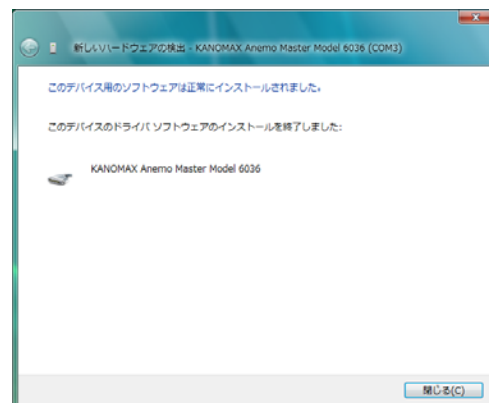 新しいハードウェアの検出 - KANOMAX Anemo Master Model 6036 (COM3)
このデバイス用のソフトウェアは正常にインストールされました。
このデバイスのドライバ ソフトウェアのインストールを終了しました:
KANOMAX Anemo Master Model 6036
閉じる(C)